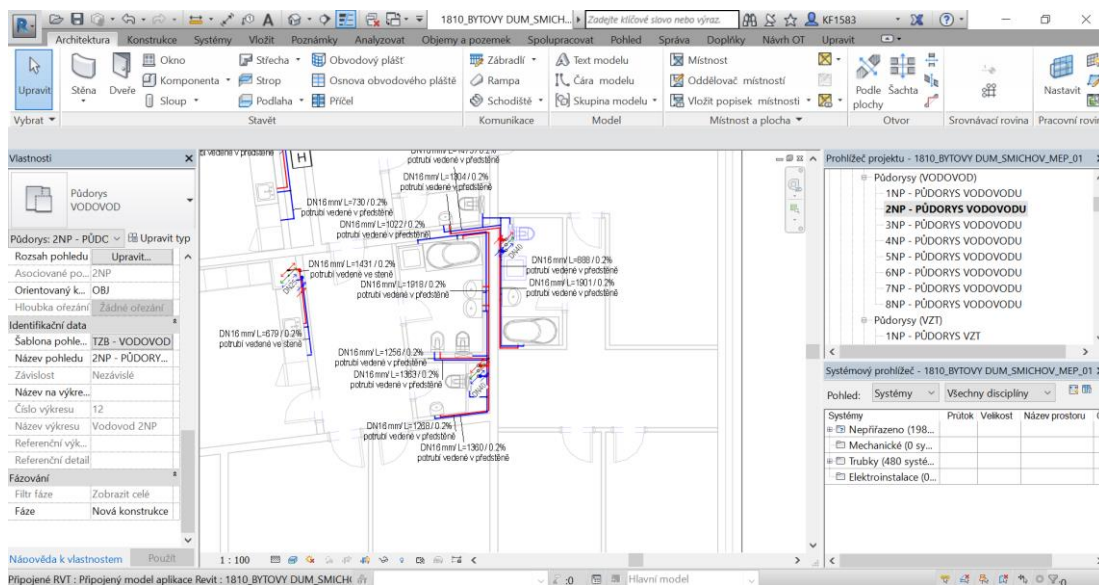 1810_BYTOVY DUM_SMICH...
Zadejte klíčové slovo nebo výraz.
KF1583
Architektura Konstrukce Systémy Vložit Poznámky Analyzovat Objemy a pozemek Spolupracovat Pohled Správa Doplňky Návrh OT Upravit
Upravit
Stěna
Dveře
Okno
Komponenta
Sloup
Střecha
Strop
Podlaha
Obvodový plášť
Osnova obvodového pláště
Příčel
Zábradlí
Rampa
Schodiště
Text modelu
Čára modelu
Skupina modelu
Místnost
Oddělovač místností
Vložit popisek místnosti
Podle plochy
Šachta
Nastavit
Vybrat
Stavět
Komunikace
Model
Místnost a plocha
Otvor
Srovnávací rovina
Pracovní rovin
Vlastnosti
Půdorys
VODOVOD
Půdorys: 2NP - PŮDC
Upravit typ
Rozsah pohledu Upravit...
Asociované po... 2NP
Orientovaný k... OBJ
Hloubka ořezání Žádné ořezání
Identifikační data
Šablona pohle... TZB - VODOVOD
Název pohledu 2NP - PŮDORY...
Závislost Nezávislé
Název na výkre...
Číslo výkresu 12
Název výkresu Vodovod 2NP
Referenční výk...
Referenční detail
Fázování
Filtr fáze Zobrazit celé
Fáze Nová konstrukce
Nápověda k vlastnostem
Použít
potrubí vedené v předstěně
H
DN16 mm/ L=1304 / 0.2%
potrubí vedené v předstěně
DN16 mm/ L=730 / 0.2%
potrubí vedené v předstěně
DN16 mm/ L=1022 / 0.2%
potrubí vedené v předstěně
DN16 mm/ L=1431 / 0.2%
potrubí vedené ve stěně
DN16 mm/ L=1918 / 0.2%
potrubí vedené v předstěně
DN16 mm/ L=888 / 0.2%
potrubí vedené v předstěně
DN16 mm/ L=1901 / 0.2%
potrubí vedené v předstěně
DN16 mm/ L=679 / 0.2%
potrubí vedené ve stěně
DN16 mm/ L=1256 / 0.2%
potrubí vedené v předstěně
DN16 mm/ L=1363 / 0.2%
potrubí vedené v předstěně
DN16 mm/ L=1268 / 0.2%
potrubí vedené v předstěně
DN16 mm/ L=1360 / 0.2%
potrubí vedené v předstěně
1 : 100
Prohlížeč projektu - 1810_BYTOVY DUM_SMICHOV_MEP_01
Půdorysy (VODOVOD)
1NP - PŮDORYS VODOVODU
2NP - PŮDORYS VODOVODU
3NP - PŮDORYS VODOVODU
4NP - PŮDORYS VODOVODU
5NP - PŮDORYS VODOVODU
6NP - PŮDORYS VODOVODU
7NP - PŮDORYS VODOVODU
8NP - PŮDORYS VODOVODU
Půdorysy (VZT)
1NP - PŮDORYS VZT
Systémový prohlížeč - 1810_BYTOVY DUM_SMICHOV_MEP_01
Pohled: Systémy Všechny disciplíny
Systémy Průtok Velikost Název prostoru
Nepřiřazeno (198...
Mechanické (0 sy...
Trubky (480 systé...
Elektroinstalace (0...
Připojené RVT : Připojený model aplikace Revit : 1810_BYTOVY DUM_SMICH
:0
Hlavní model
:0